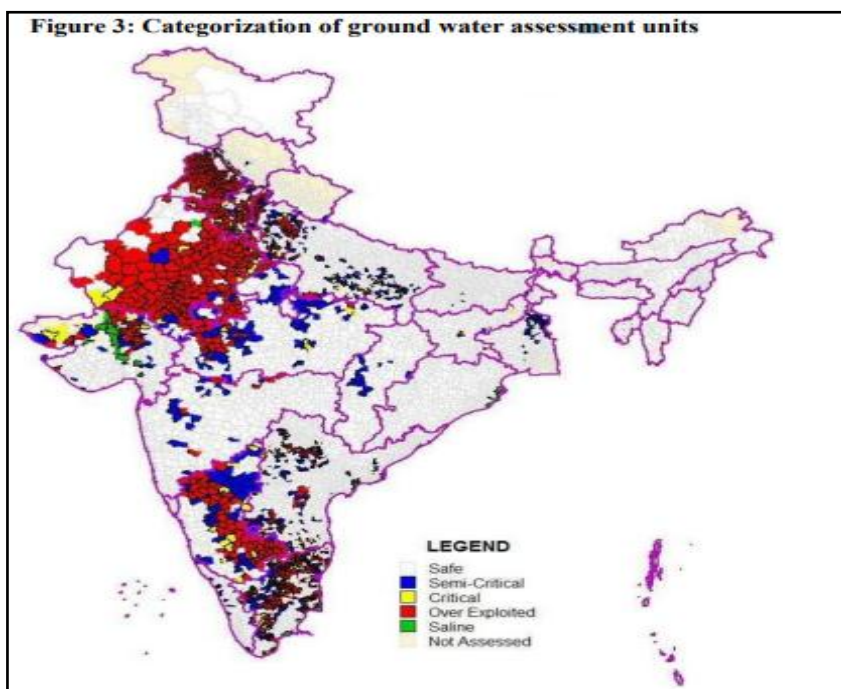 Figure 3: Categorization of ground water assessment units
LEGEND
Safe
Semi-Critical
Critical
Over Exploited
Saline
Not Assessed